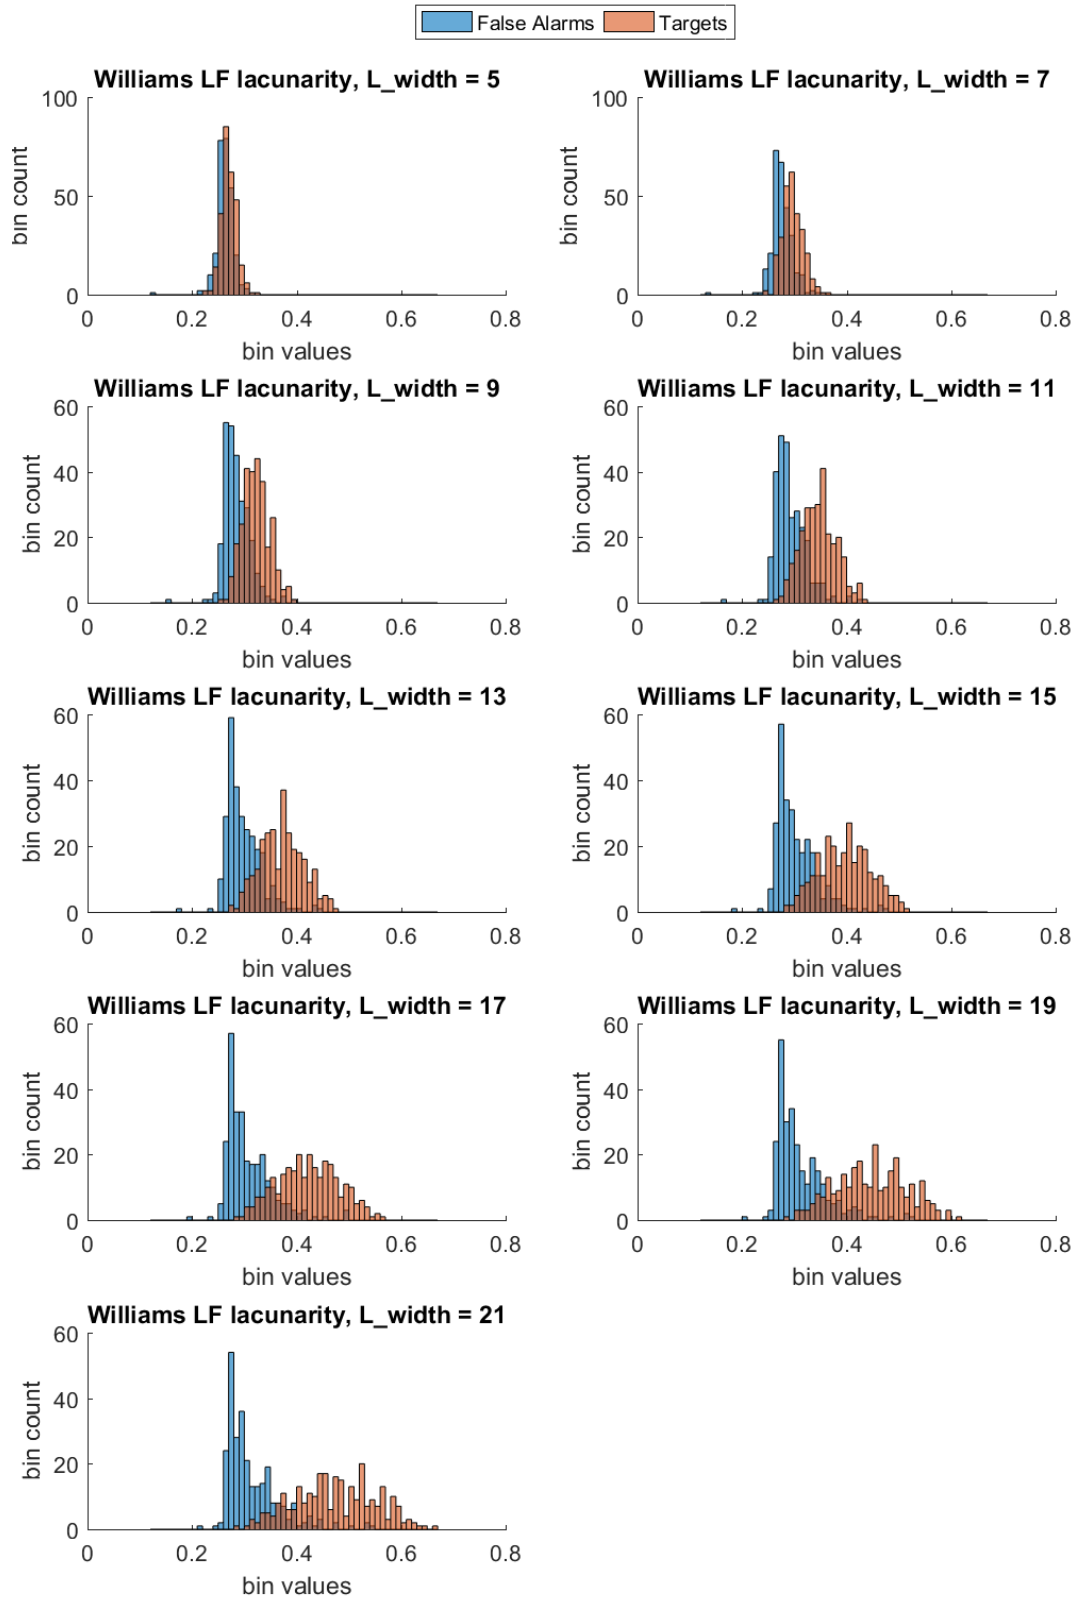 False Alarms Targets
Williams LF lacunarity, L_width = 5
100
50
0
bin count
0 0.2 0.4 0.6 0.8
bin values
Williams LF lacunarity, L_width = 7
100
50
0
bin count
0 0.2 0.4 0.6 0.8
bin values
Williams LF lacunarity, L_width = 9
60
40
20
0
bin count
0 0.2 0.4 0.6 0.8
bin values
Williams LF lacunarity, L_width = 11
60
40
20
0
bin count
0 0.2 0.4 0.6 0.8
bin values
Williams LF lacunarity, L_width = 13
60
40
20
0
bin count
0 0.2 0.4 0.6 0.8
bin values
Williams LF lacunarity, L_width = 15
60
40
20
0
bin count
0 0.2 0.4 0.6 0.8
bin values
Williams LF lacunarity, L_width = 17
60
40
20
0
bin count
0 0.2 0.4 0.6 0.8
bin values
Williams LF lacunarity, L_width = 19
60
40
20
0
bin count
0 0.2 0.4 0.6 0.8
bin values
Williams LF lacunarity, L_width = 21
60
40
20
0
bin count
0 0.2 0.4 0.6 0.8
bin values